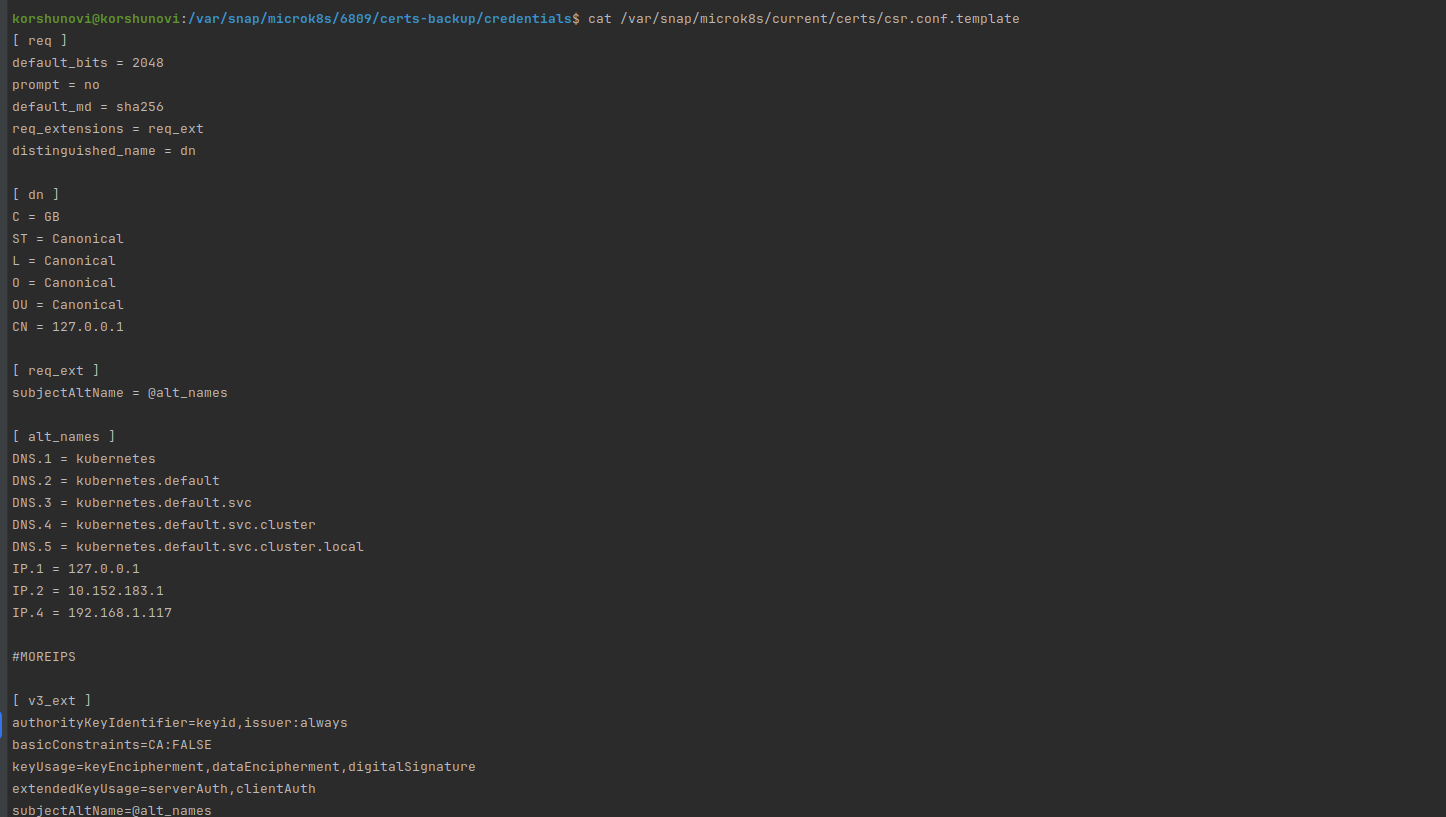 korshunovi@korshunovi:/var/snap/microk8s/6809/certs-backup/credentials$ cat /var/snap/microk8s/current/certs/csr.conf.template
[ req ]
default_bits = 2048
prompt = no
default_md = sha256
req_extensions = req_ext
distinguished_name = dn

[ dn ]
C = GB
ST = Canonical
L = Canonical
O = Canonical
OU = Canonical
CN = 127.0.0.1

[ req_ext ]
subjectAltName = @alt_names

[ alt_names ]
DNS.1 = kubernetes
DNS.2 = kubernetes.default
DNS.3 = kubernetes.default.svc
DNS.4 = kubernetes.default.svc.cluster
DNS.5 = kubernetes.default.svc.cluster.local
IP.1 = 127.0.0.1
IP.2 = 10.152.183.1
IP.4 = 192.168.1.117

#MOREIPS

[ v3_ext ]
authorityKeyIdentifier=keyid,issuer:always
basicConstraints=CA:FALSE
keyUsage=keyEncipherment,dataEncipherment,digitalSignature
extendedKeyUsage=serverAuth,clientAuth
subjectAltName=@alt_names